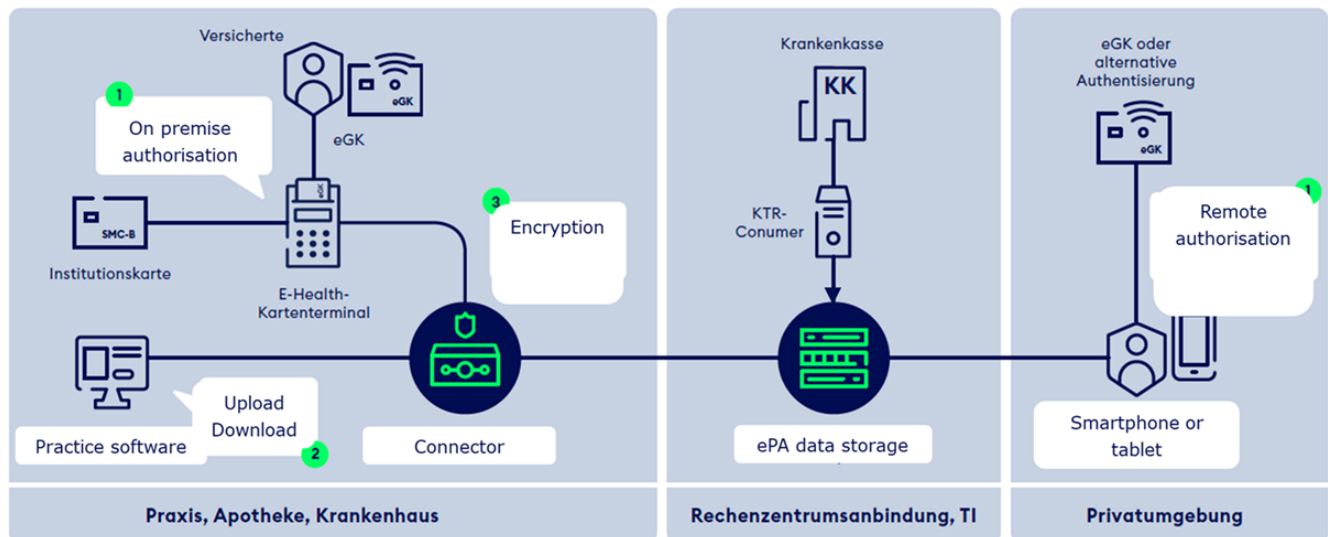 Versicherte
eGK
eGK
1
On premise
authorisation
eGK
SMC-B
Institutionskarte
E-Health-
Kartenterminal
3
Encryption
Upload
Download
2
Practice software
Connector
Praxis, Apotheke, Krankenhaus
Krankenkasse
KK
KTR-
Conumer
ePA data storage
Rechenzentrumsanbindung, TI
eGK oder
alternative
Authentisierung
eGK
1
Remote
authorisation
Smartphone or
tablet
Privatumgebung